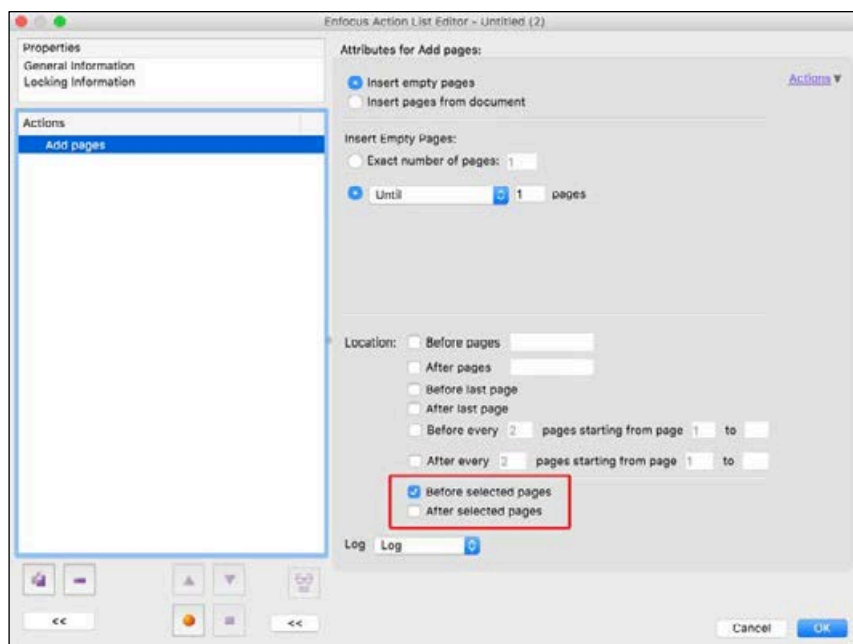 Enfocus Action List Editor - Untitled (2)
Properties
General Information
Locking Information
Actions
Add pages
<<
<<
Attributes for Add pages:
Insert empty pages
Actions ▼
Insert pages from document
Insert Empty Pages:
Exact number of pages: 1
Until 1 pages
Location: Before pages
After pages
Before last page
After last page
Before every 2 pages starting from page 1 to
After every 2 pages starting from page 1 to
Before selected pages
After selected pages
Log Log
Cancel OK